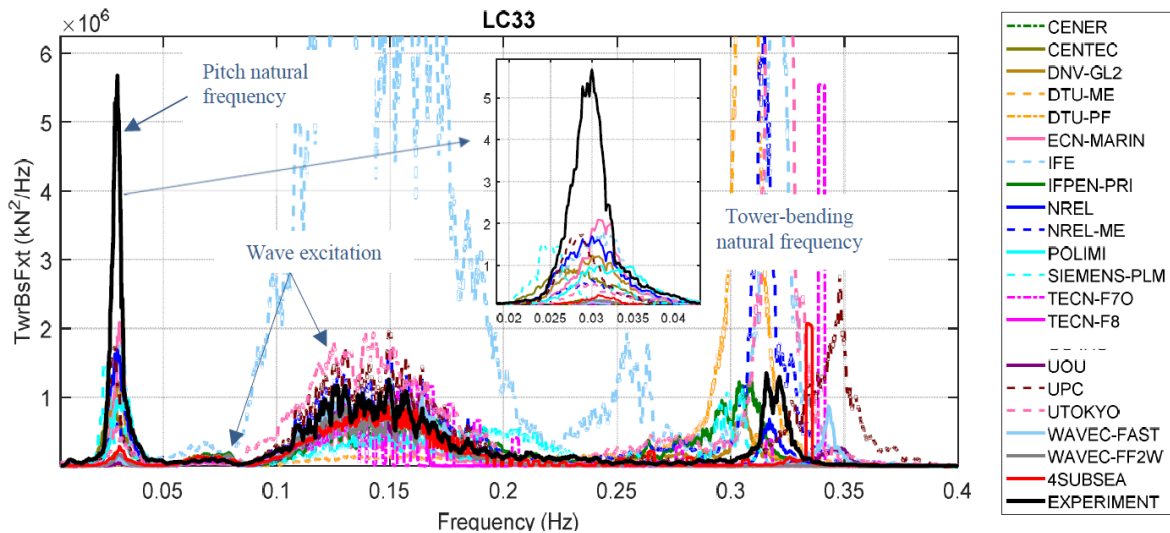 LC33
×10⁶
TwrBsFxt (kN²/Hz)
6
5
4
3
2
1
Pitch natural
frequency
Wave excitation
5
4
3
2
1
0.02 0.025 0.03 0.035 0.04
Tower-bending
natural frequency
0.05 0.1 0.15 0.2 0.25 0.3 0.35 0.4
Frequency (Hz)
CENER
CENTEC
DNV-GL2
DTU-ME
DTU-PF
ECN-MARIN
IFE
IFPEN-PRI
NREL
NREL-ME
POLIMI
SIEMENS-PLM
TECN-F7O
TECN-F8
UOU
UPC
UTOKYO
WAVEC-FAST
WAVEC-FF2W
4SUBSEA
EXPERIMENT